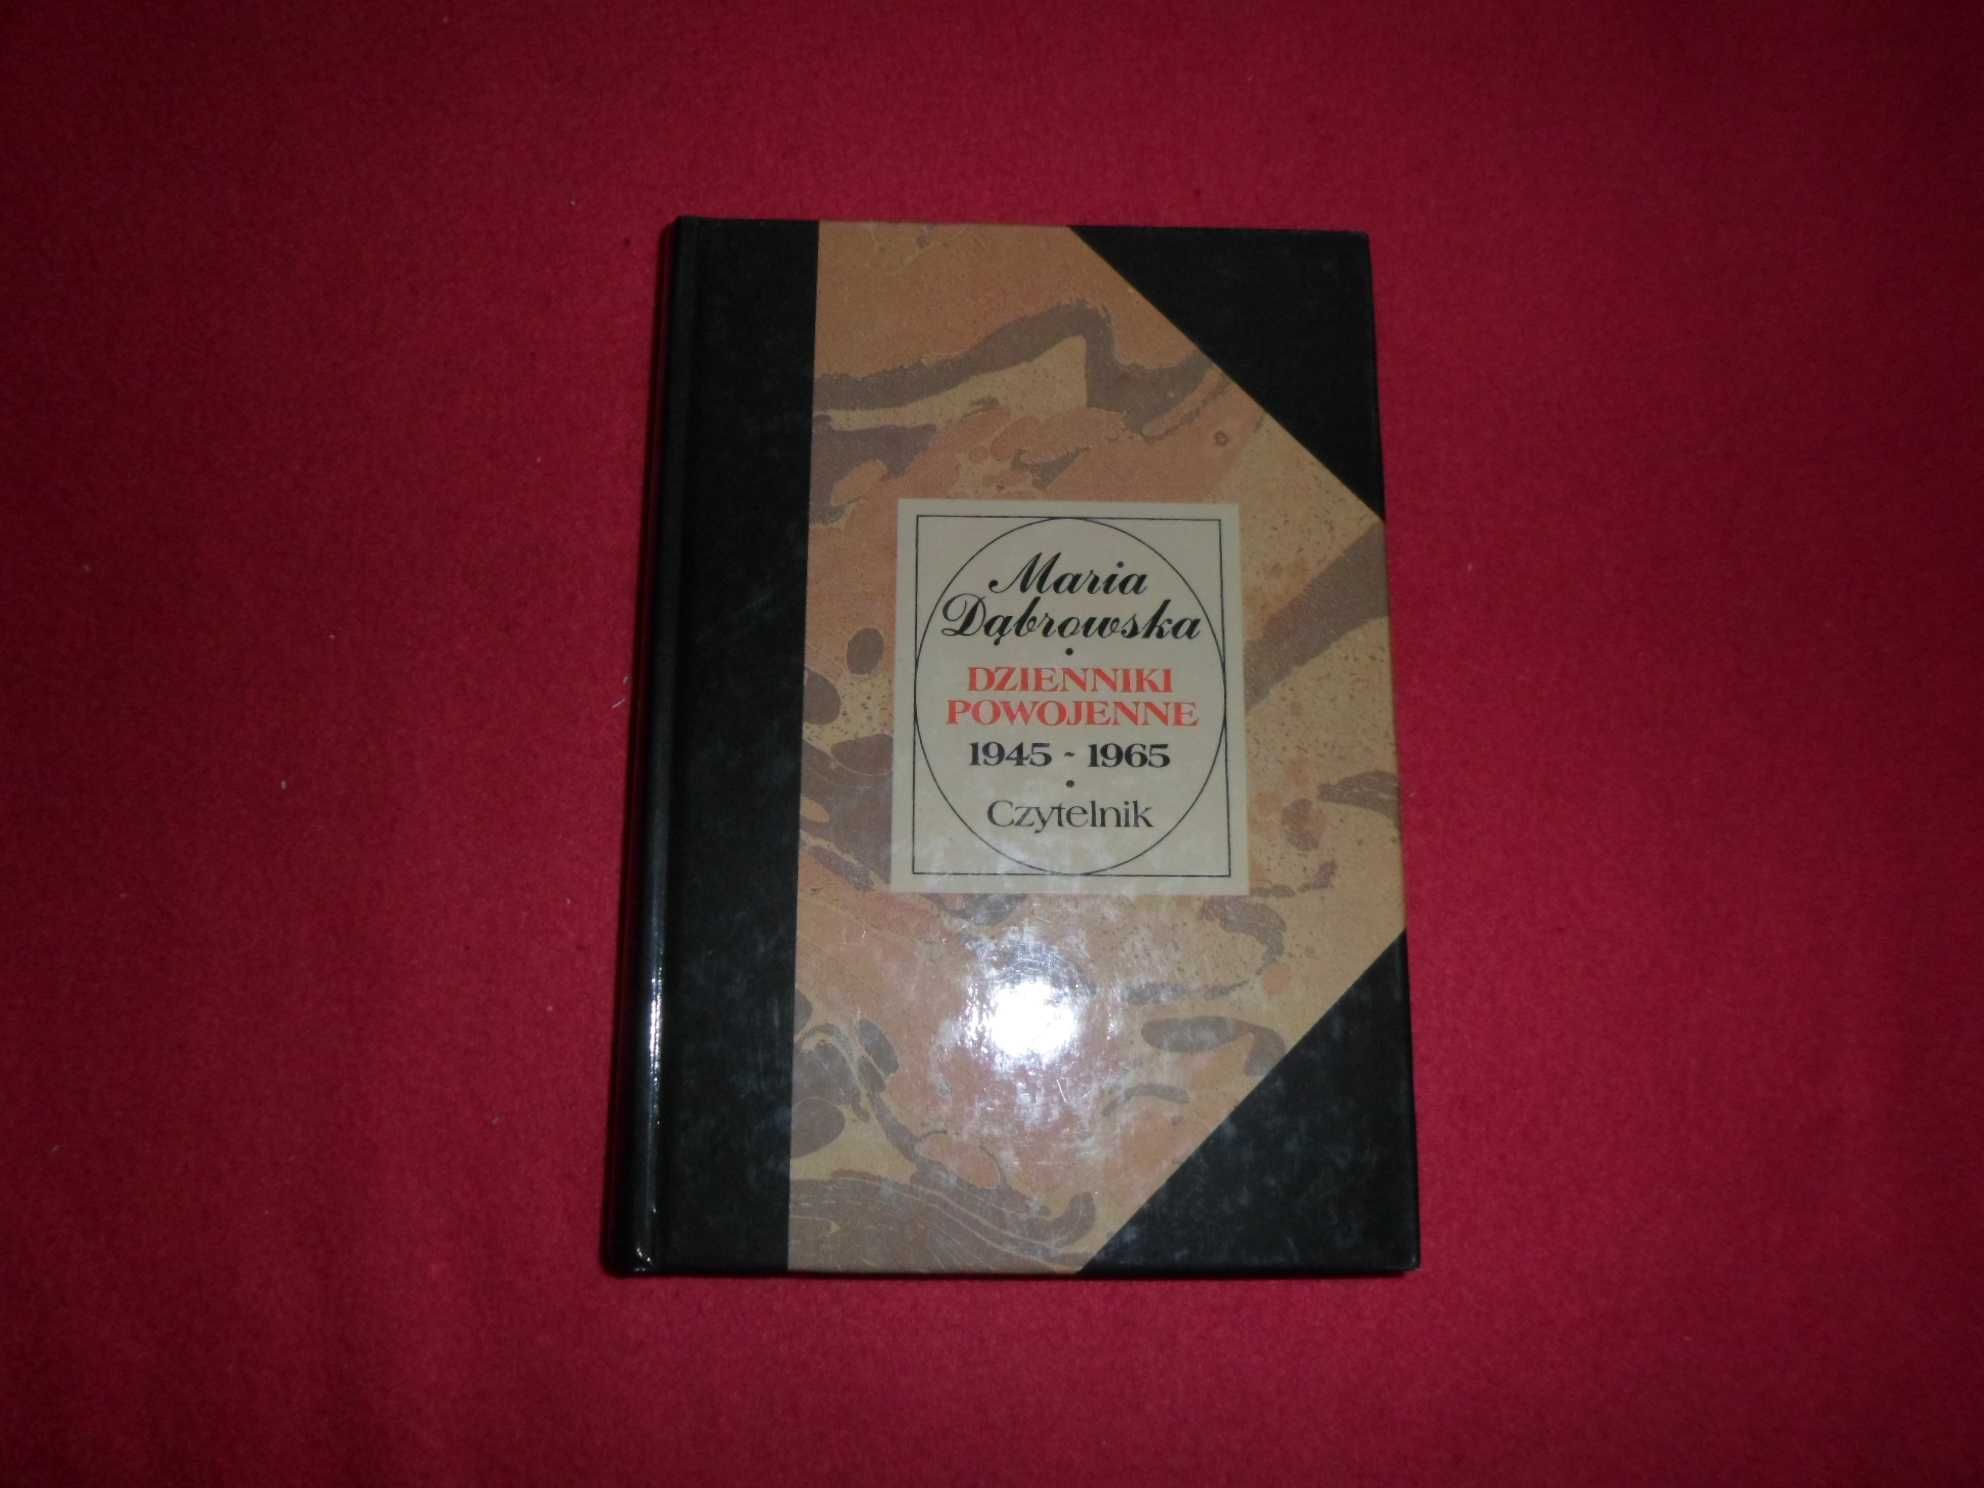 Maria
Dąbrowska
•
DZIENNIKI
POWOJENNE
1945 - 1965
•
Czytelnik